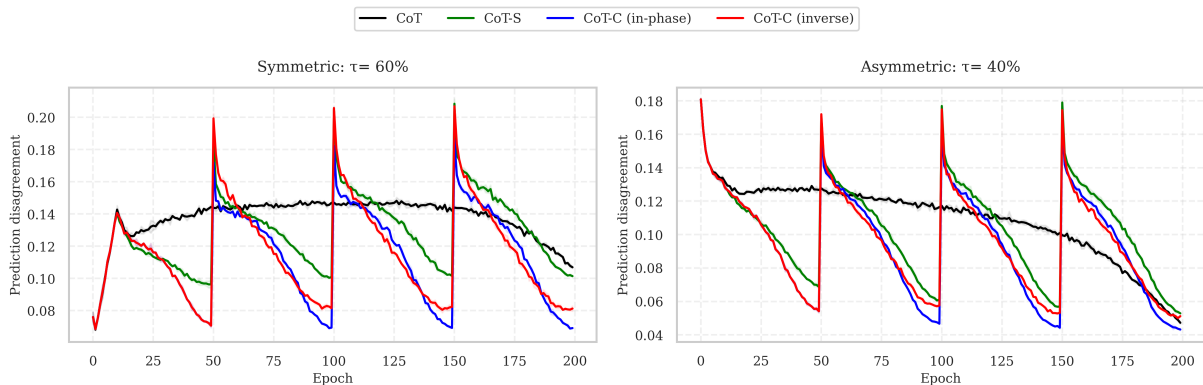 CoT CoT-S CoT-C (in-phase) CoT-C (inverse)
Symmetric: τ= 60%
Prediction disagreement
0.20
0.18
0.16
0.14
0.12
0.10
0.08
0 25 50 75 100 125 150 175 200
Epoch
Asymmetric: τ= 40%
Prediction disagreement
0.18
0.16
0.14
0.12
0.10
0.08
0.06
0.04
0 25 50 75 100 125 150 175 200
Epoch